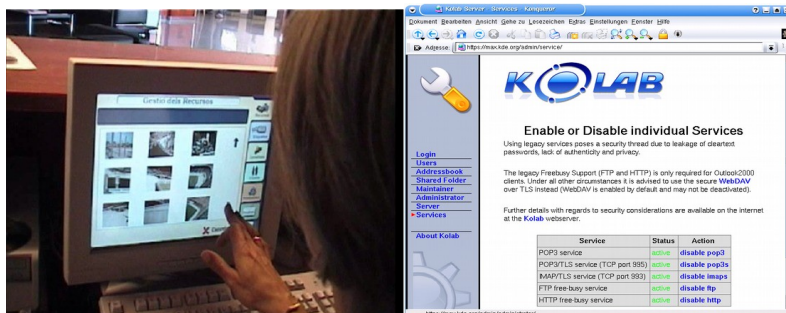 Gestió dels Recursos
Kolab Server - Services - Konqueror
Dokument Bearbeiten Ansicht Gehe zu Lesezeichen Extras Einstellungen Fenster Hilfe
Adresse: https://max.kde.org/admin/service/
KOLAB
Enable or Disable individual Services
Using legacy services poses a security thread due to leakage of cleartext
passwords, lack of authenticity and privacy.
The legacy Freebusy Support (FTP and HTTP) is only required for Outlook2000
clients. Under all other circumstances it is advised to use the secure WebDAV
over TLS instead (WebDAV is enabled by default and may not be deactivated).
Further details with regards to security considerations are available on the internet
at the Kolab webserver.
Login
Users
Addressbook
Shared Folder
Maintainer
Administrator
Server
Services
About Kolab
Service Status Action
POP3 service active disable pop3
POP3/TLS service (TCP port 995) active disable pop3s
IMAP/TLS service (TCP port 993) active disable imaps
FTP free-busy service active disable ftp
HTTP free-busy service active disable http